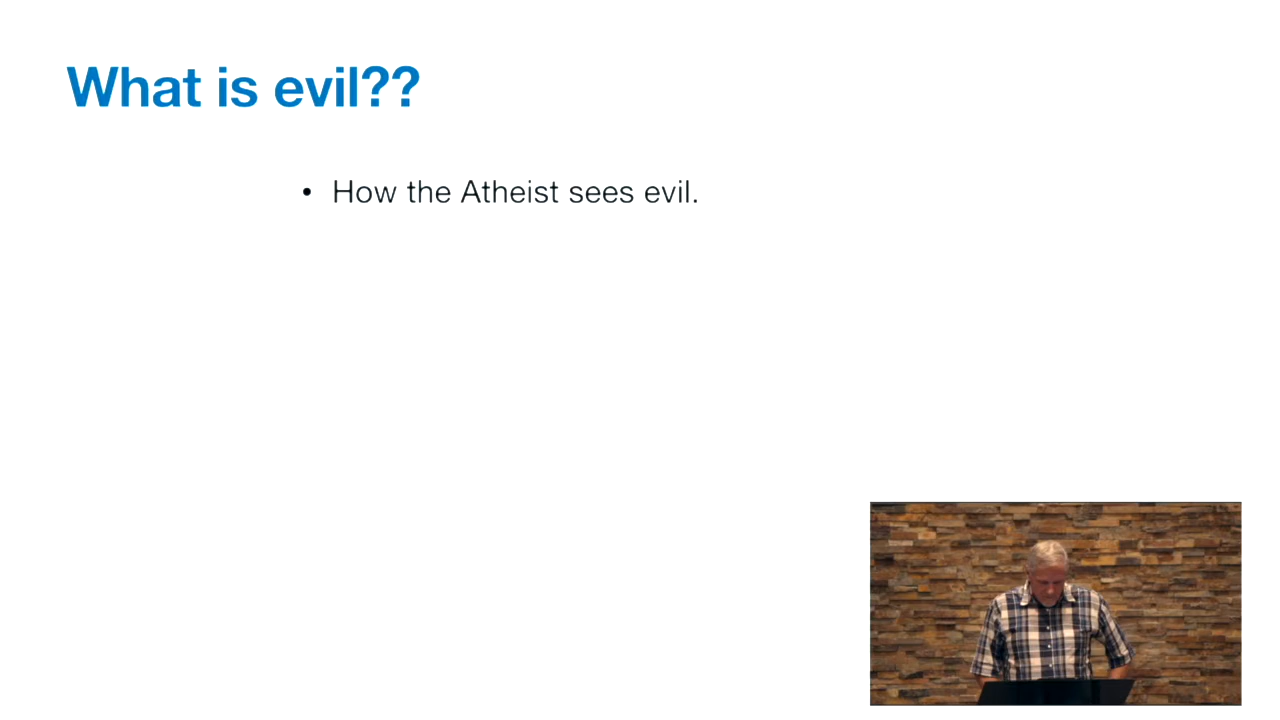 What is evil??
• How the Atheist sees evil.